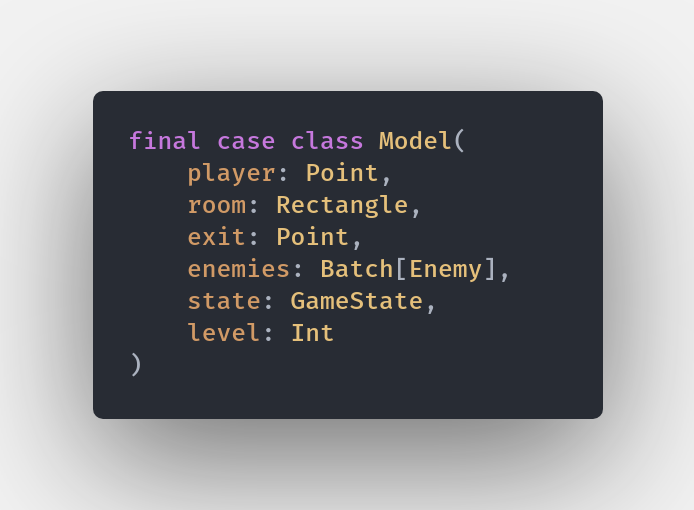 final case class Model(
    player: Point,
    room: Rectangle,
    exit: Point,
    enemies: Batch[Enemy],
    state: GameState,
    level: Int
)